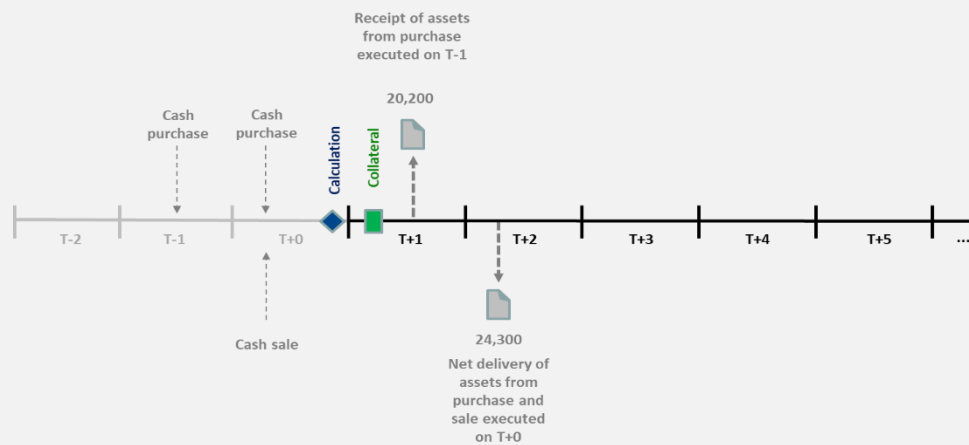 Receipt of assets
from purchase
executed on T-1
20,200
Cash
purchase
Cash
purchase
Calculation
Collateral
T-2
T-1
T+0
T+1
T+2
T+3
T+4
T+5
...
Cash sale
24,300
Net delivery of
assets from
purchase and
sale executed
on T+0